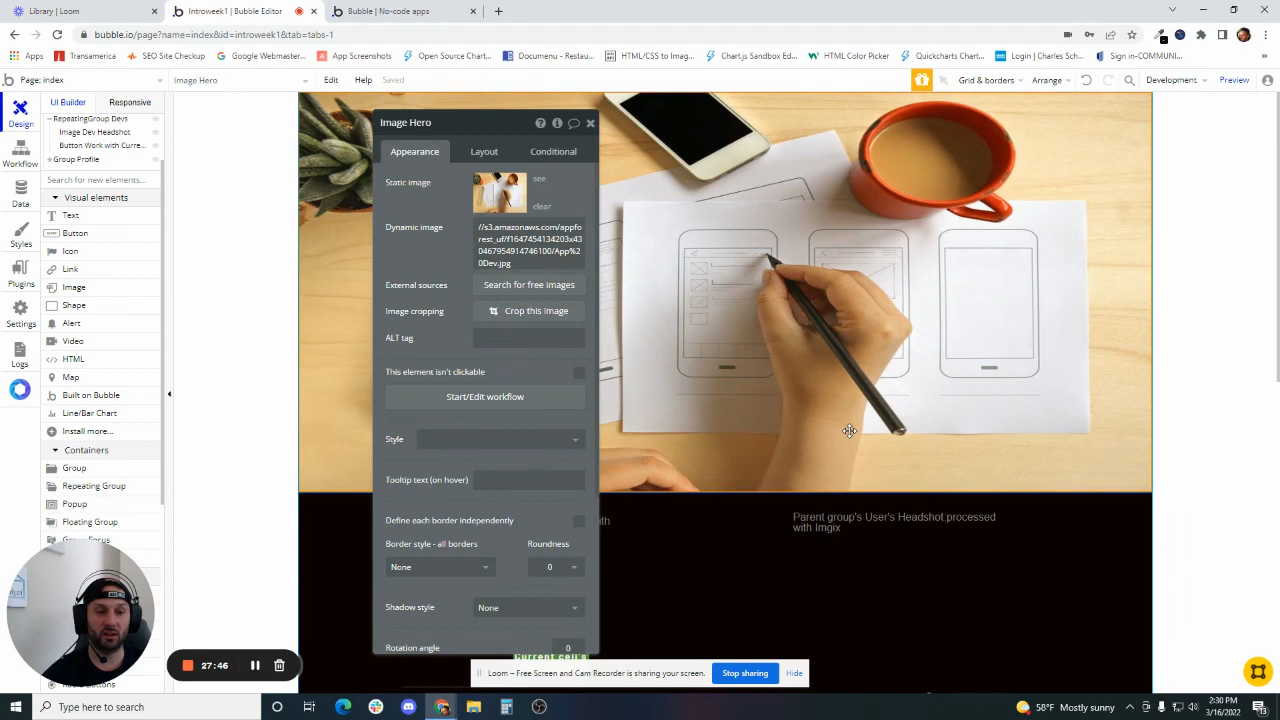 Library | Loom
Introweek1 | Bubble Editor
Bubble | No-code apps
bubble.io/page?name=index&id=introweek1&tab=tabs-1
Apps
Transamerica
SEO Site Checkup
Google Webmaster...
App Screenshots
Open Source Chart...
Documenu - Restau...
HTML/CSS to Imag...
Chart.js Sandbox Ed...
HTML Color Picker
Quickcharts Chart...
Login | Charles Sch...
Sign in-COMMUNI...
Page: index
Image Hero
Edit
Help
Saved
Grid & borders
Arrange
Development
Preview
Design
Workflow
Data
Styles
Plugins
Settings
Logs
UI Builder
Responsive
RepeatingGroup Devs
Image Dev Headshot
Button Work with Curre...
Group Profile
Search for new elements...
Visual elements
Text
Button
Icon
Link
Image
Shape
Alert
Video
HTML
Map
Built on Bubble
Line/Bar Chart
Install more...
Containers
Group
Repeating Group
Popup
Floating Group
Image Hero
Appearance
Layout
Conditional
Static image
see
clear
Dynamic image
//s3.amazonaws.com/appfo
rest_uf/f1647454134203x43
0467954914746100/App%2
0Dev.jpg
External sources
Search for free images
Image cropping
Crop this image
ALT tag
This element isn't clickable
Start/Edit workflow
Style
Tooltip text (on hover)
Define each border independently
Border style - all borders
Roundness
None
0
Shadow style
None
Rotation angle
0
ith
Parent group's User's Headshot processed
with Imgix
Current cell's
27:46
Loom – Free Screen and Cam Recorder is sharing your screen.
Stop sharing
Hide
Type here to search
58°F Mostly sunny
2:30 PM
3/16/2022